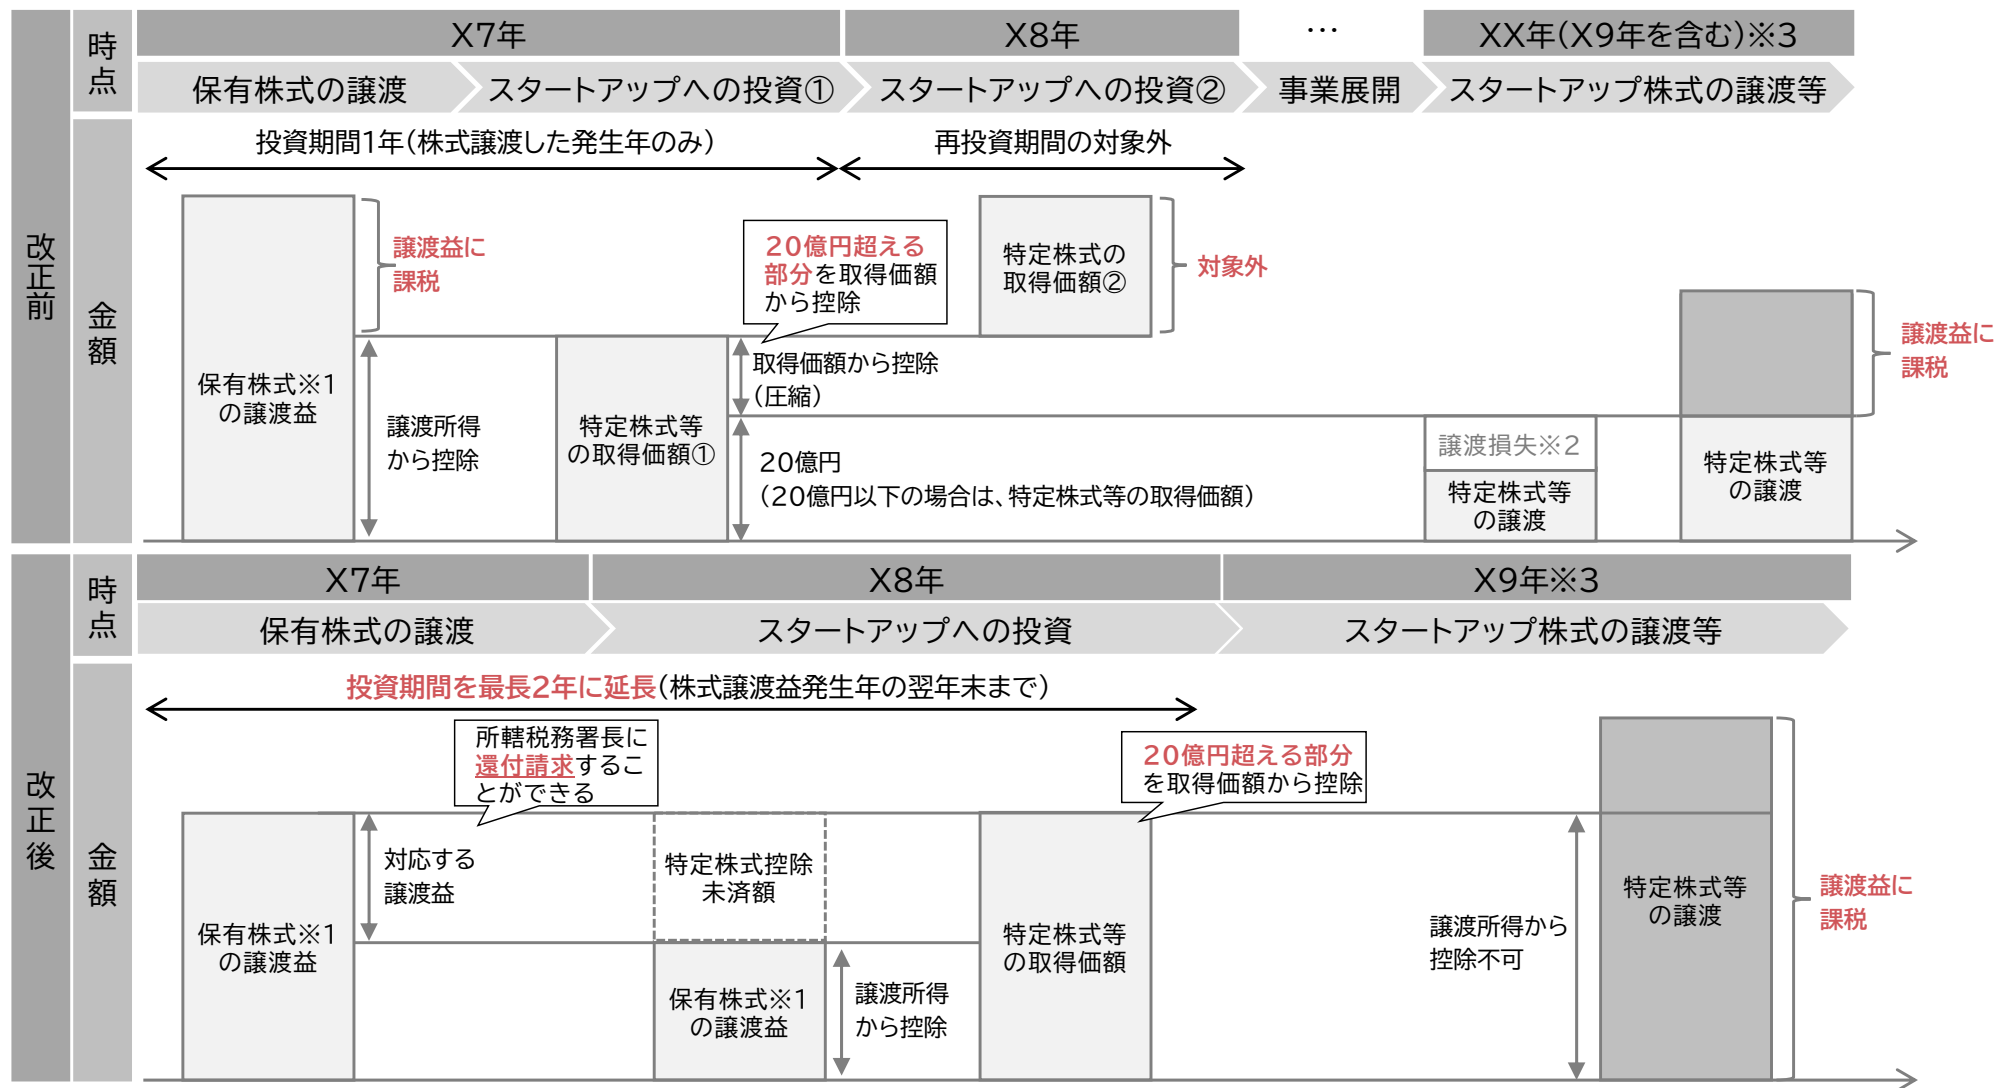 改正前
時点
X7年
X8年
…
XX年(X9年を含む)※3
保有株式の譲渡
スタートアップへの投資①
スタートアップへの投資②
事業展開
スタートアップ株式の譲渡等
金額
投資期間1年(株式譲渡した発生年のみ)
再投資期間の対象外
保有株式※1
の譲渡益
譲渡益に
課税
譲渡所得
から控除
特定株式等
の取得価額①
20億円超える
部分を取得価額
から控除
取得価額から控除
(圧縮)
20億円
(20億円以下の場合は、特定株式等の取得価額)
特定株式の
取得価額②
対象外
譲渡損失※2
特定株式等
の譲渡
特定株式等
の譲渡
譲渡益に
課税
改正後
時点
X7年
X8年
X9年※3
保有株式の譲渡
スタートアップへの投資
スタートアップ株式の譲渡等
金額
投資期間を最長2年に延長(株式譲渡益発生年の翌年末まで)
所轄税務署長に
還付請求するこ
とができる
保有株式※1
の譲渡益
対応する
譲渡益
特定株式控除
未済額
保有株式※1
の譲渡益
譲渡所得
から控除
20億円超える部分
を取得価額から控除
特定株式等
の取得価額
譲渡所得から
控除不可
特定株式等
の譲渡
譲渡益に
課税